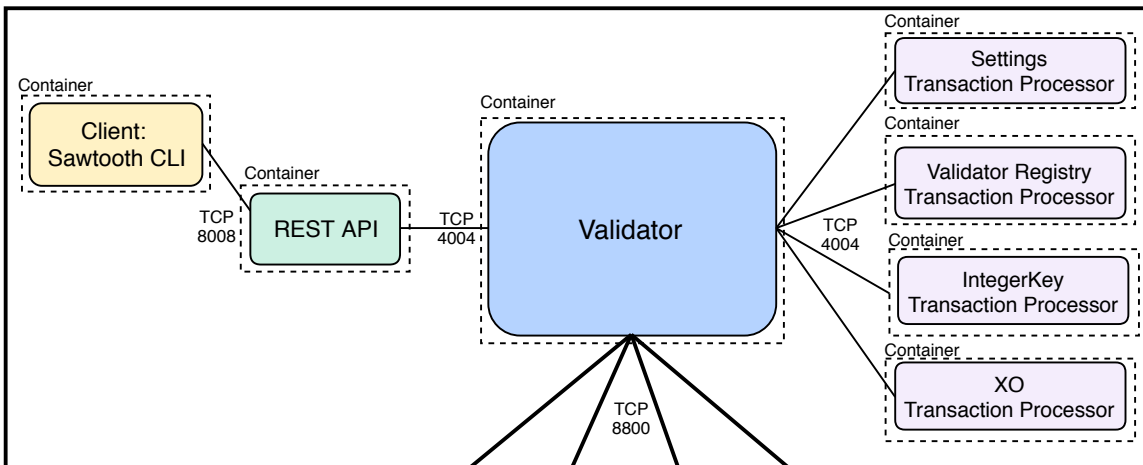 Container
Client:
Sawtooth CLI
TCP
8008
Container
REST API
TCP
4004
Container
Validator
TCP
8800
TCP
4004
Container
Settings
Transaction Processor
Container
Validator Registry
Transaction Processor
Container
IntegerKey
Transaction Processor
Container
XO
Transaction Processor